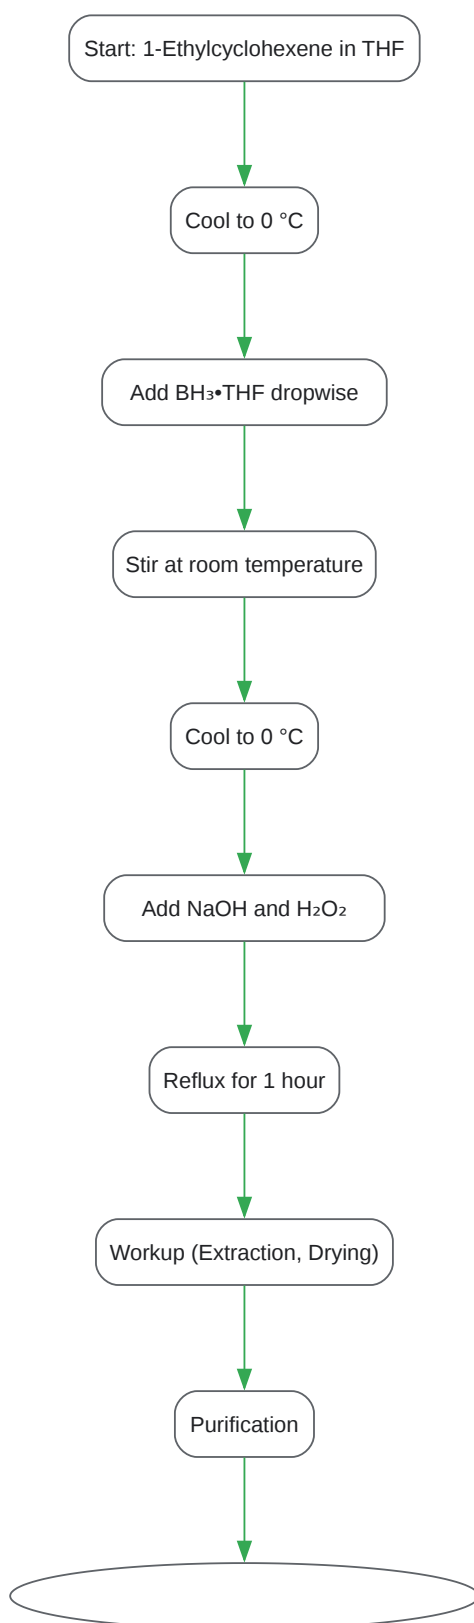 Start: 1-Ethylcyclohexene in THF
Cool to 0 °C
Add BH₃•THF dropwise
Stir at room temperature
Cool to 0 °C
Add NaOH and H₂O₂
Reflux for 1 hour
Workup (Extraction, Drying)
Purification